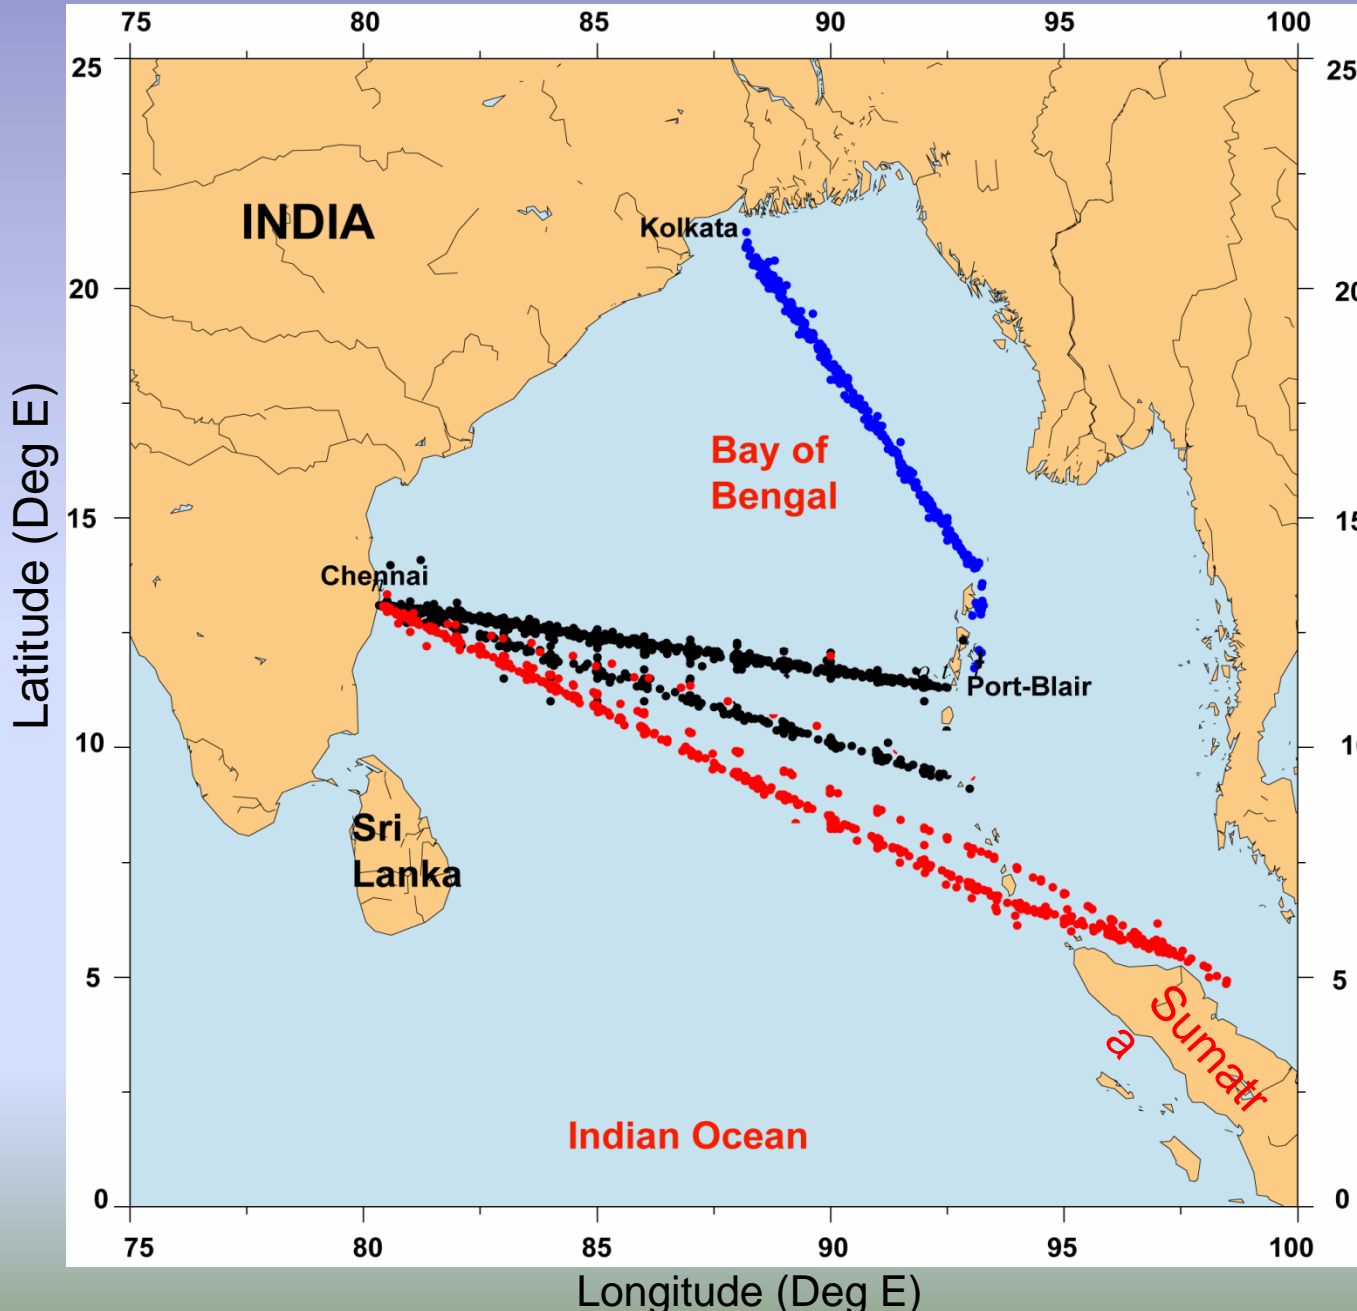 75 80 85 90 95 100
25 25
INDIA
Kolkata
20 20
Bay of
Bengal
15 15
Chennai
n
o t
Port-Blair
10 10
Sri
Lanka
5 5
Sumatr
a
Indian Ocean
0 0
75 80 85 90 95 100
Latitude (Deg E)
Longitude (Deg E)